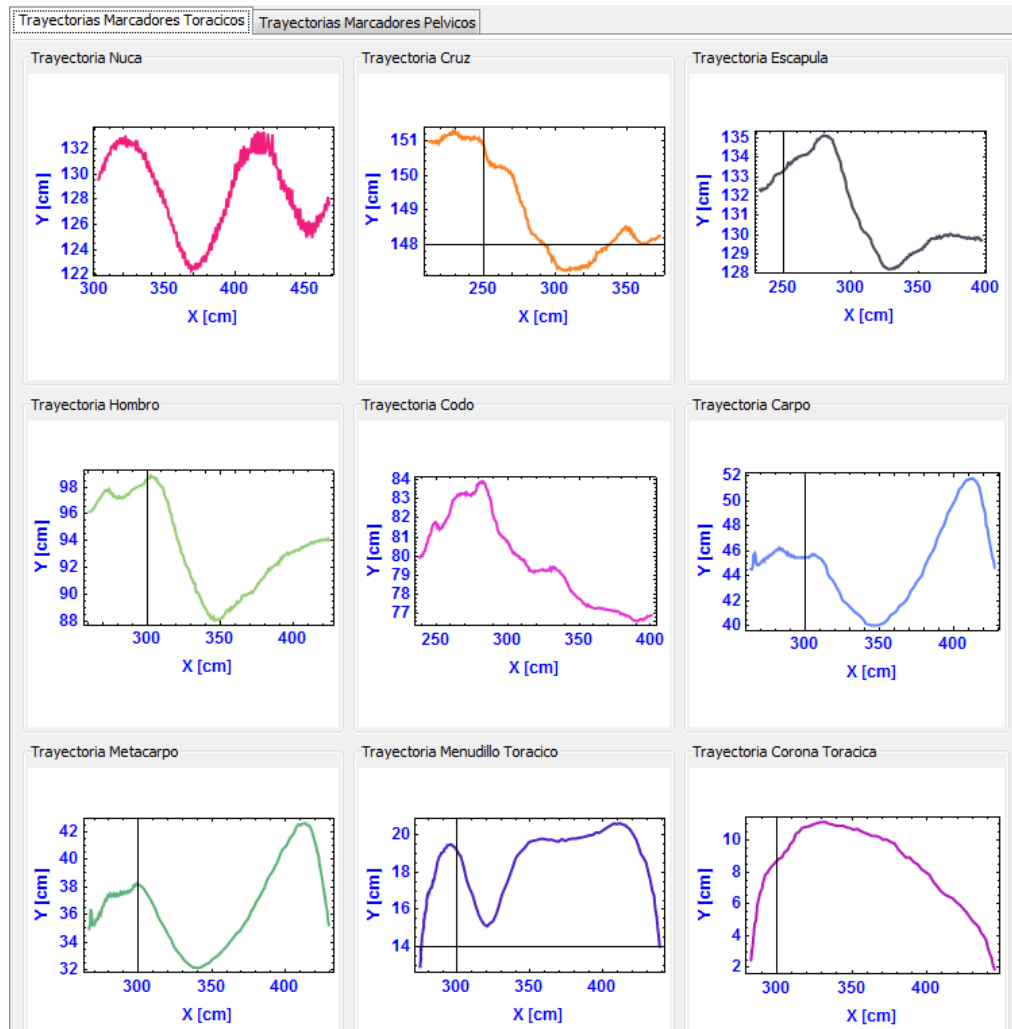 Trayectorias Marcadores Toracicos Trayectorias Marcadores Pelvicos
Trayectoria Nuca
132
130
128
126
124
122
Y [cm]
300 350 400 450
X [cm]
Trayectoria Cruz
151
150
149
148
Y [cm]
250 300 350
X [cm]
Trayectoria Escapula
135
134
133
132
131
130
129
128
Y [cm]
250 300 350 400
X [cm]
Trayectoria Hombro
98
96
94
92
90
88
Y [cm]
300 400
X [cm]
Trayectoria Codo
84
83
82
81
80
79
78
77
Y [cm]
240 300 350 400
X [cm]
Trayectoria Carpo
52
50
48
46
44
42
40
Y [cm]
300 350 400
X [cm]
Trayectoria Metacarpo
42
40
38
36
34
32
Y [cm]
300 350 400
X [cm]
Trayectoria Menudillo Toracico
20
18
16
14
Y [cm]
300 400
X [cm]
Trayectoria Corona Toracica
10
8
6
4
2
Y [cm]
300 350 400
X [cm]